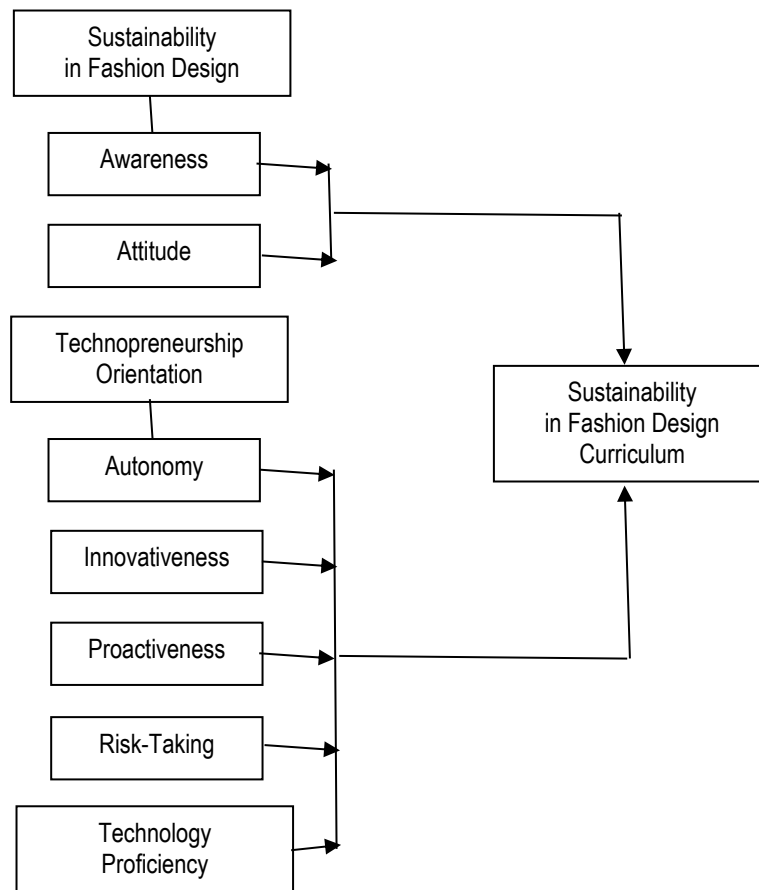 Sustainability
in Fashion Design
Awareness
Attitude
Technopreneurship
Orientation
Autonomy
Innovativeness
Proactiveness
Risk-Taking
Technology
Proficiency
Sustainability
in Fashion Design
Curriculum